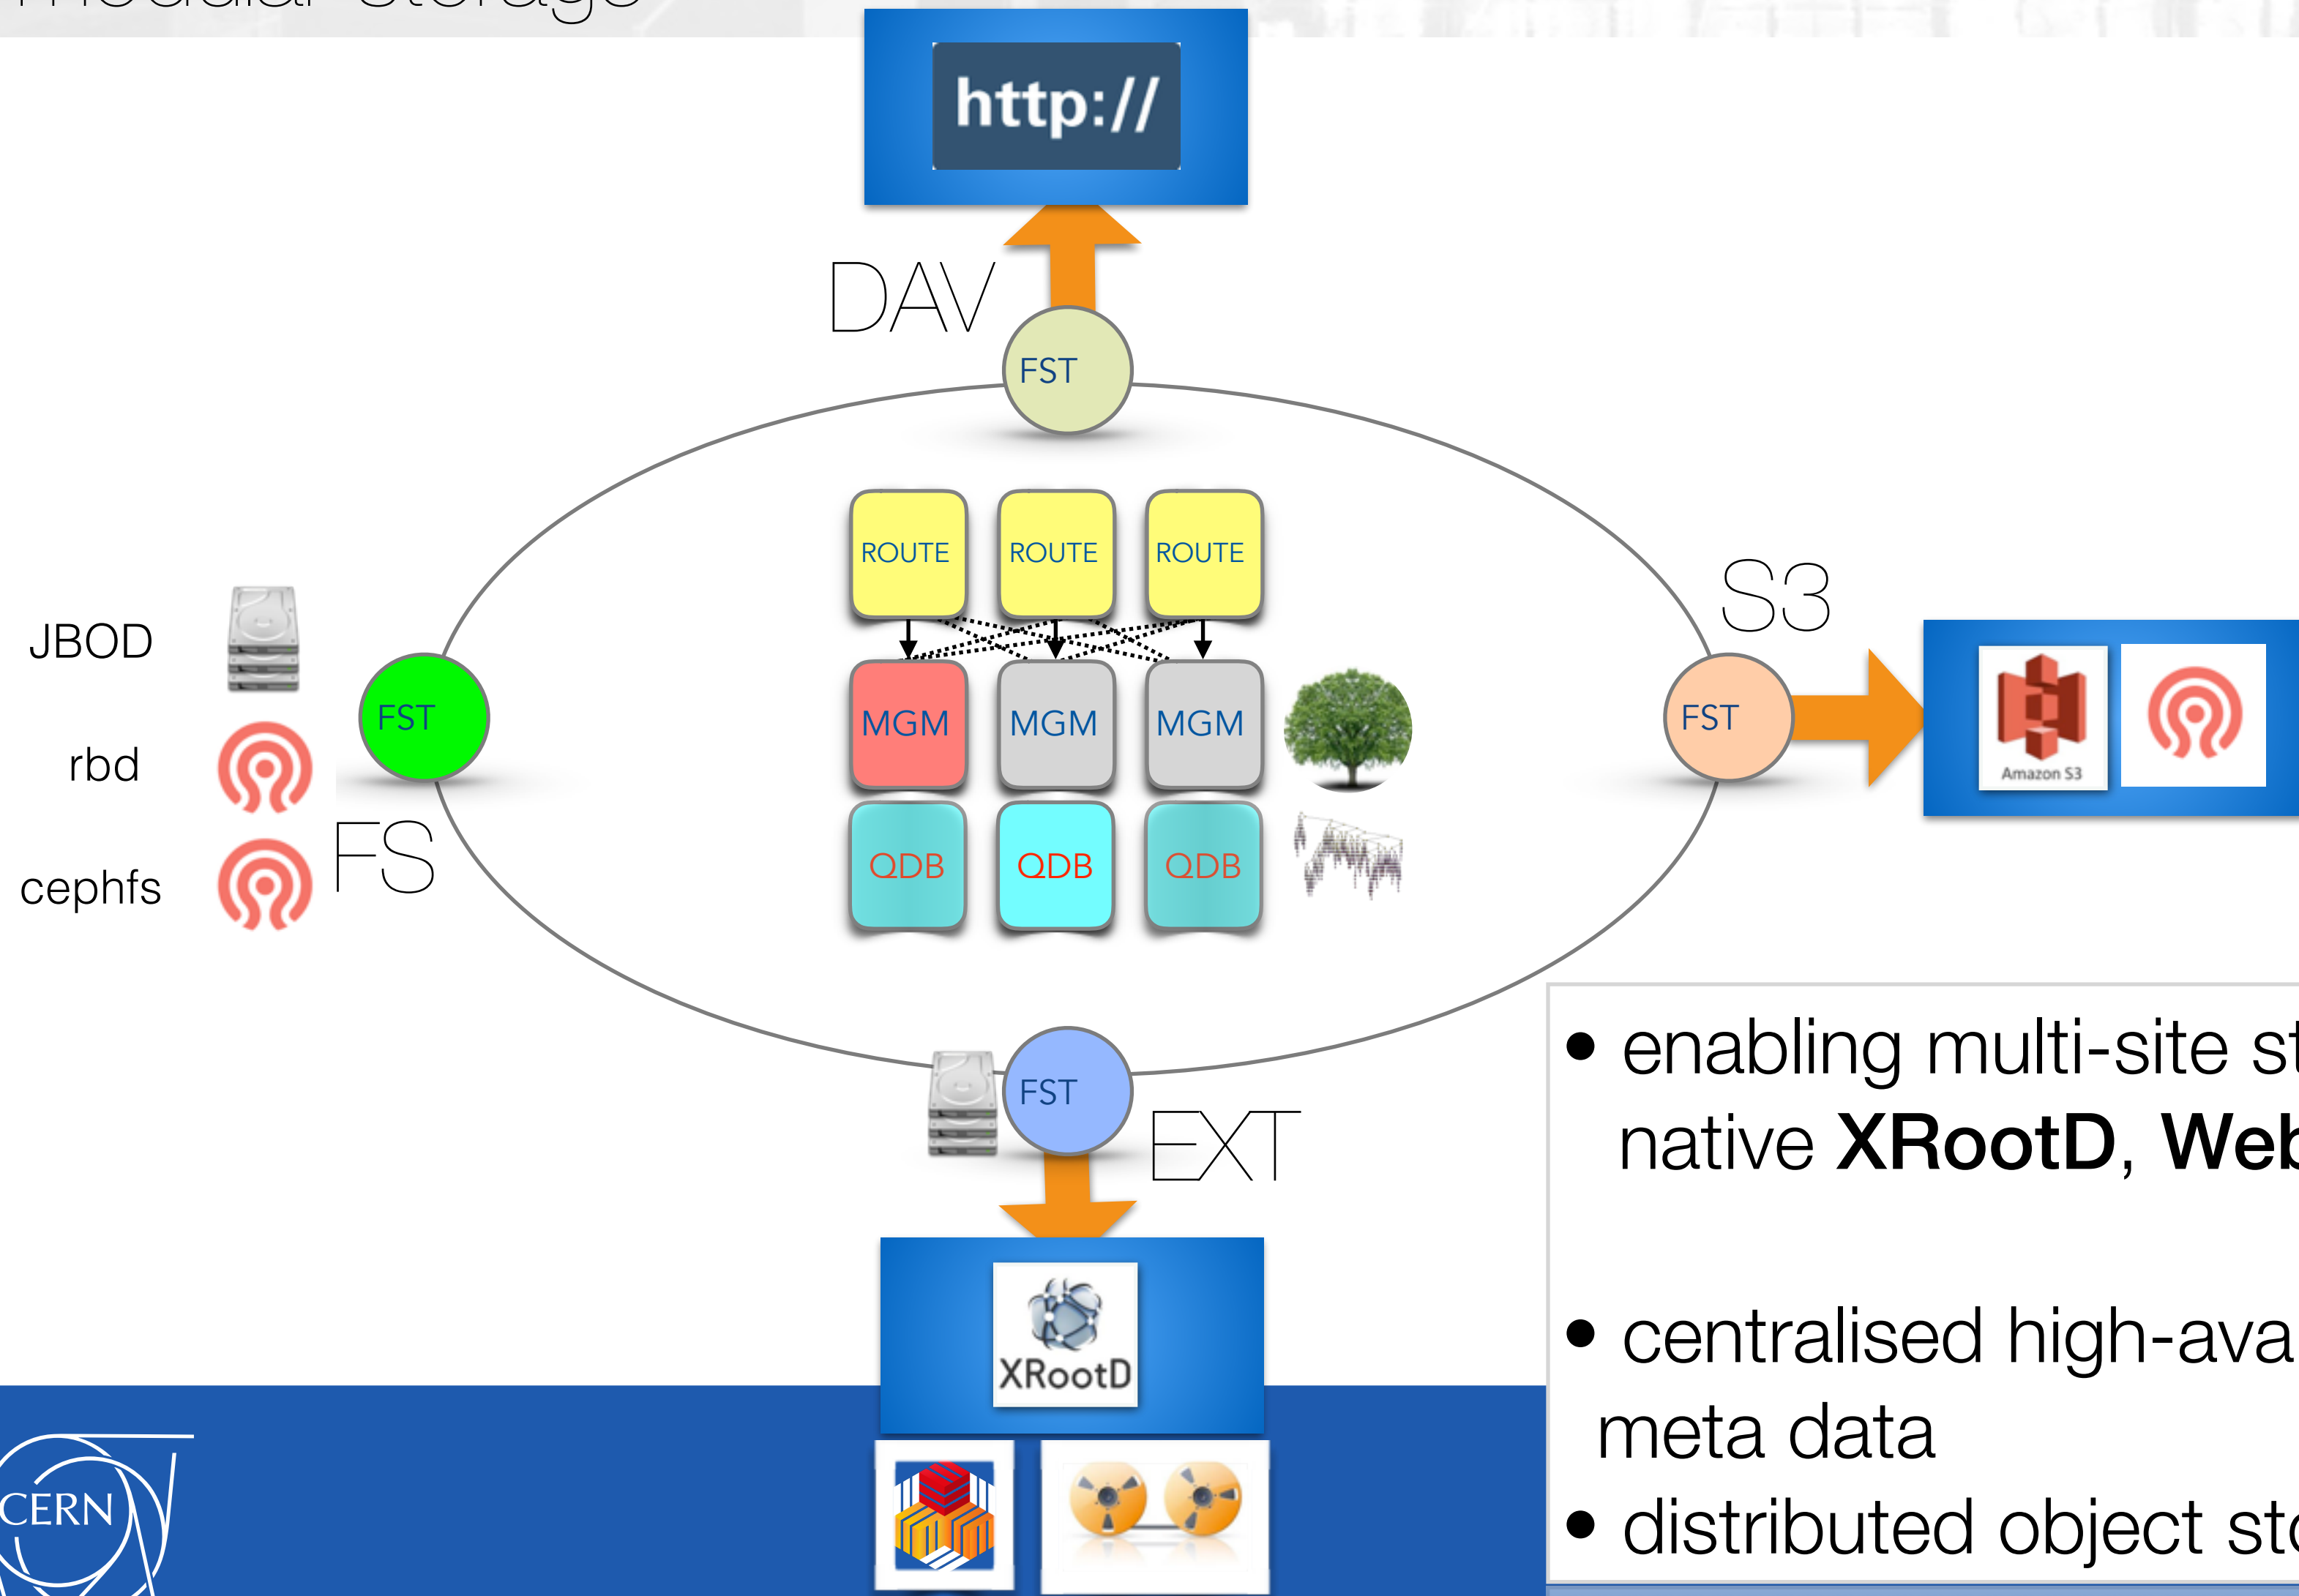 modular storage
http://
DAV
FST
ROUTE ROUTE ROUTE
S3
JBOD
FST
MGM MGM MGM
FST
Amazon S3
rbd
FS
QDB QDB QDB
cephfs
FST
EXT
• enabling multi-site st
native XRootD, Web
XRootD
• centralised high-ava
meta data
• distributed object sto
CERN